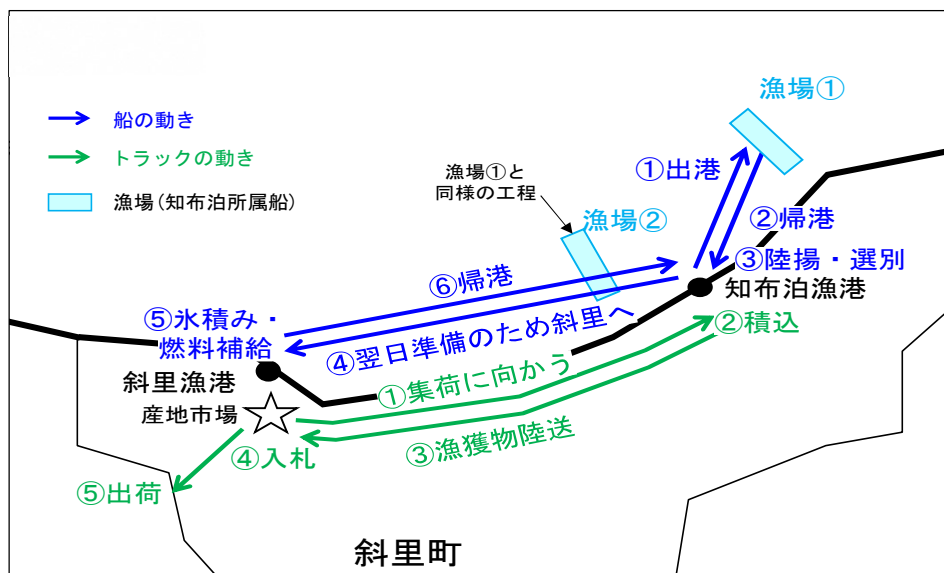 船の動き
トラックの動き
漁場(知布泊所属船)
漁場①
漁場①と
同様の工程
漁場②
①出港
②帰港
③陸揚・選別
知布泊漁港
⑥帰港
④翌日準備のため斜里へ
⑤氷積み・
燃料補給
斜里漁港
産地市場
①集荷に向かう
②積込
③漁獲物陸送
④入札
⑤出荷
斜里町